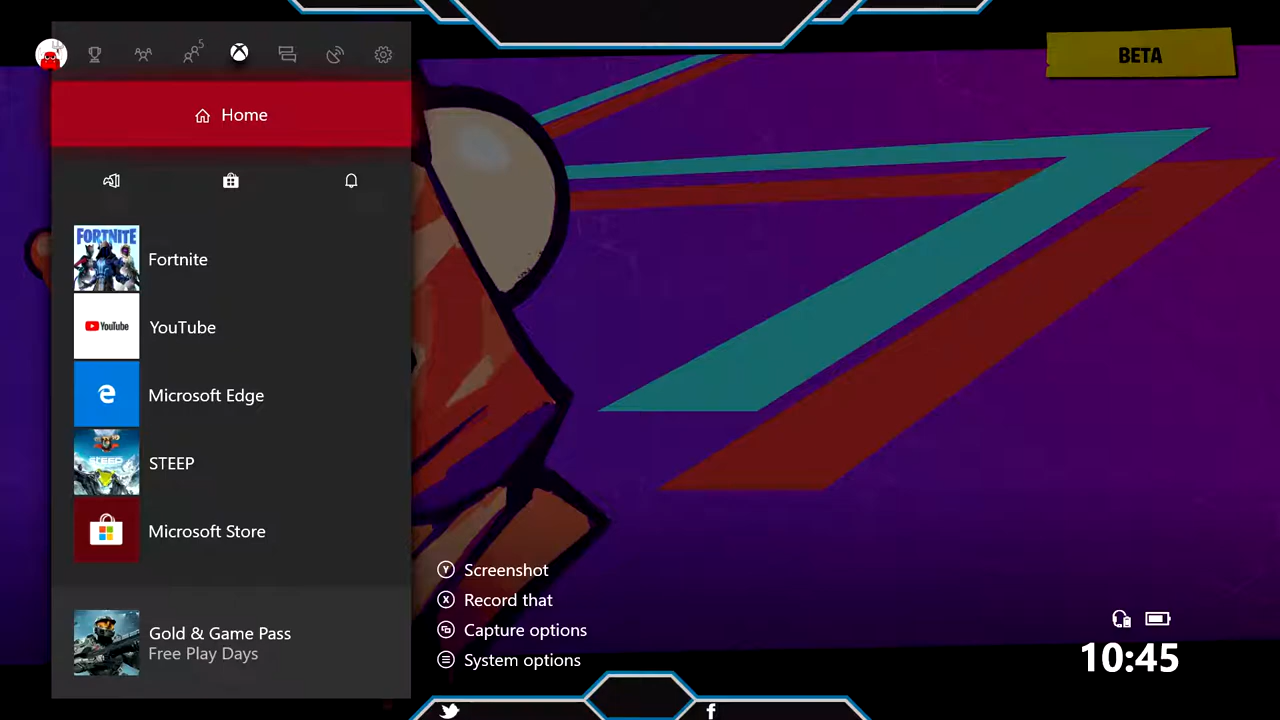 5
BETA
Home
FORTNITE
Fortnite
YouTube
YouTube
e
Microsoft Edge
STEEP
STEEP
Microsoft Store
Gold & Game Pass
Free Play Days
Y Screenshot
X Record that
Capture options
System options
10:45
f